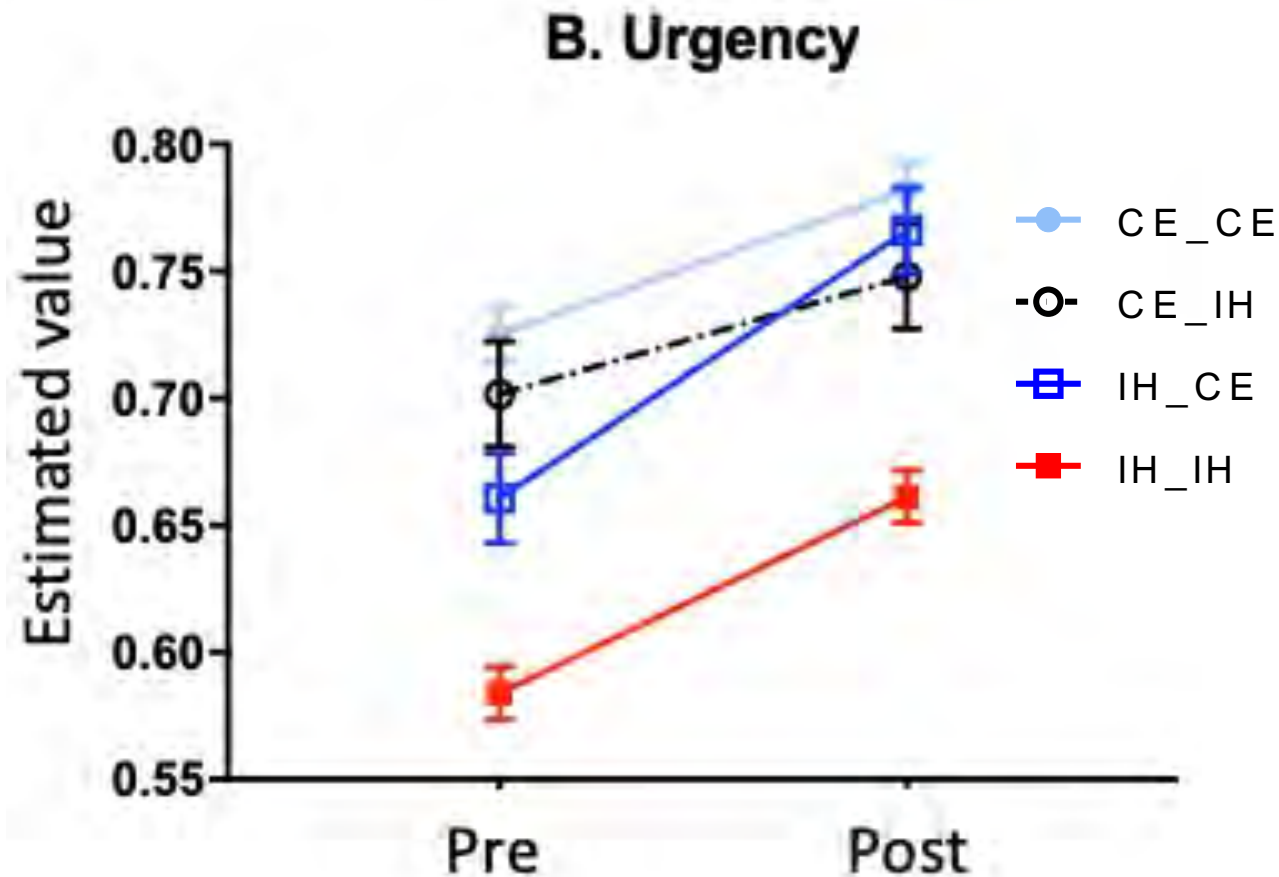 B. Urgency
Estimated value
0.80
0.75
0.70
0.65
0.60
0.55
Pre
Post
CE_CE
CE_IH
IH_CE
IH_IH